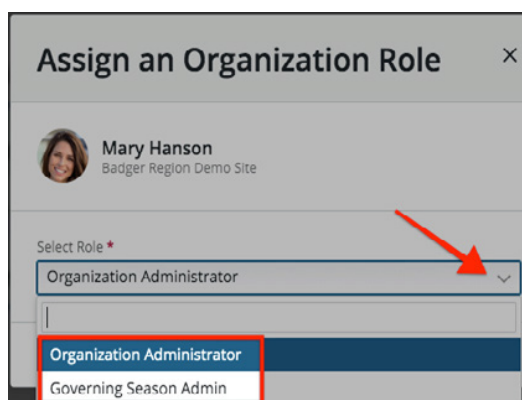 Assign an Organization Role
Mary Hanson
Badger Region Demo Site
Select Role *
Organization Administrator
Organization Administrator
Governing Season Admin